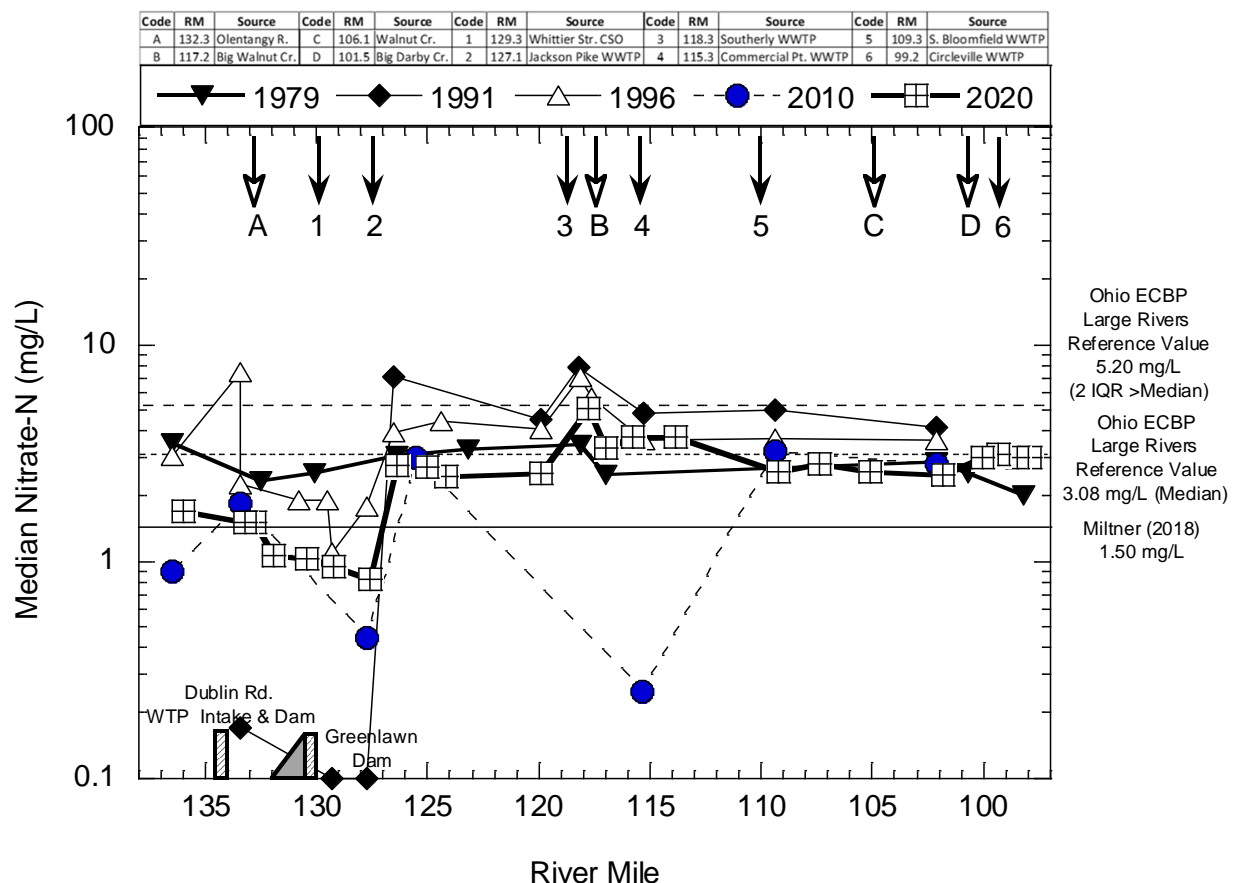 Code RM Source Code RM Source Code RM Source Code RM Source Code RM Source
A 132.3 Olentangy R. C 106.1 Walnut Cr. 1 129.3 Whittier Str. CSO 3 118.3 Southerly WWTP 5 109.3 S. Bloomfield WWTP
B 117.2 Big Walnut Cr. D 101.5 Big Darby Cr. 2 127.1 Jackson Pike WWTP 4 115.3 Commercial Pt. WWTP 6 99.2 Circleville WWTP
1979 1991 1996 2010 2020
100
A 1 2 3 B 4 5 C D 6
10
1
0.1
Median Nitrate-N (mg/L)
Ohio ECBP
Large Rivers
Reference Value
5.20 mg/L
(2 IQR >Median)
Ohio ECBP
Large Rivers
Reference Value
3.08 mg/L (Median)
Miltner (2018)
1.50 mg/L
Dublin Rd.
WTP Intake & Dam
Greenlawn
Dam
135 130 125 120 115 110 105 100
River Mile